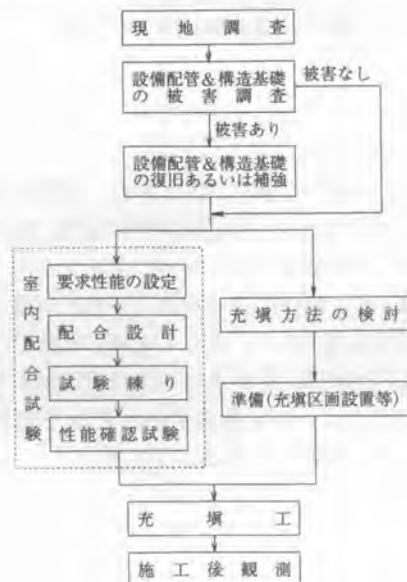 現地調査
設備配管&構造基礎
の被害調査
被害なし
被害あり
設備配管&構造基礎
の復旧あるいは補強
室内配合試験
要求性能の設定
配合設計
試験練り
性能確認試験
充塡方法の検討
準備(充塡区画設置等)
充塡工
施工後観測